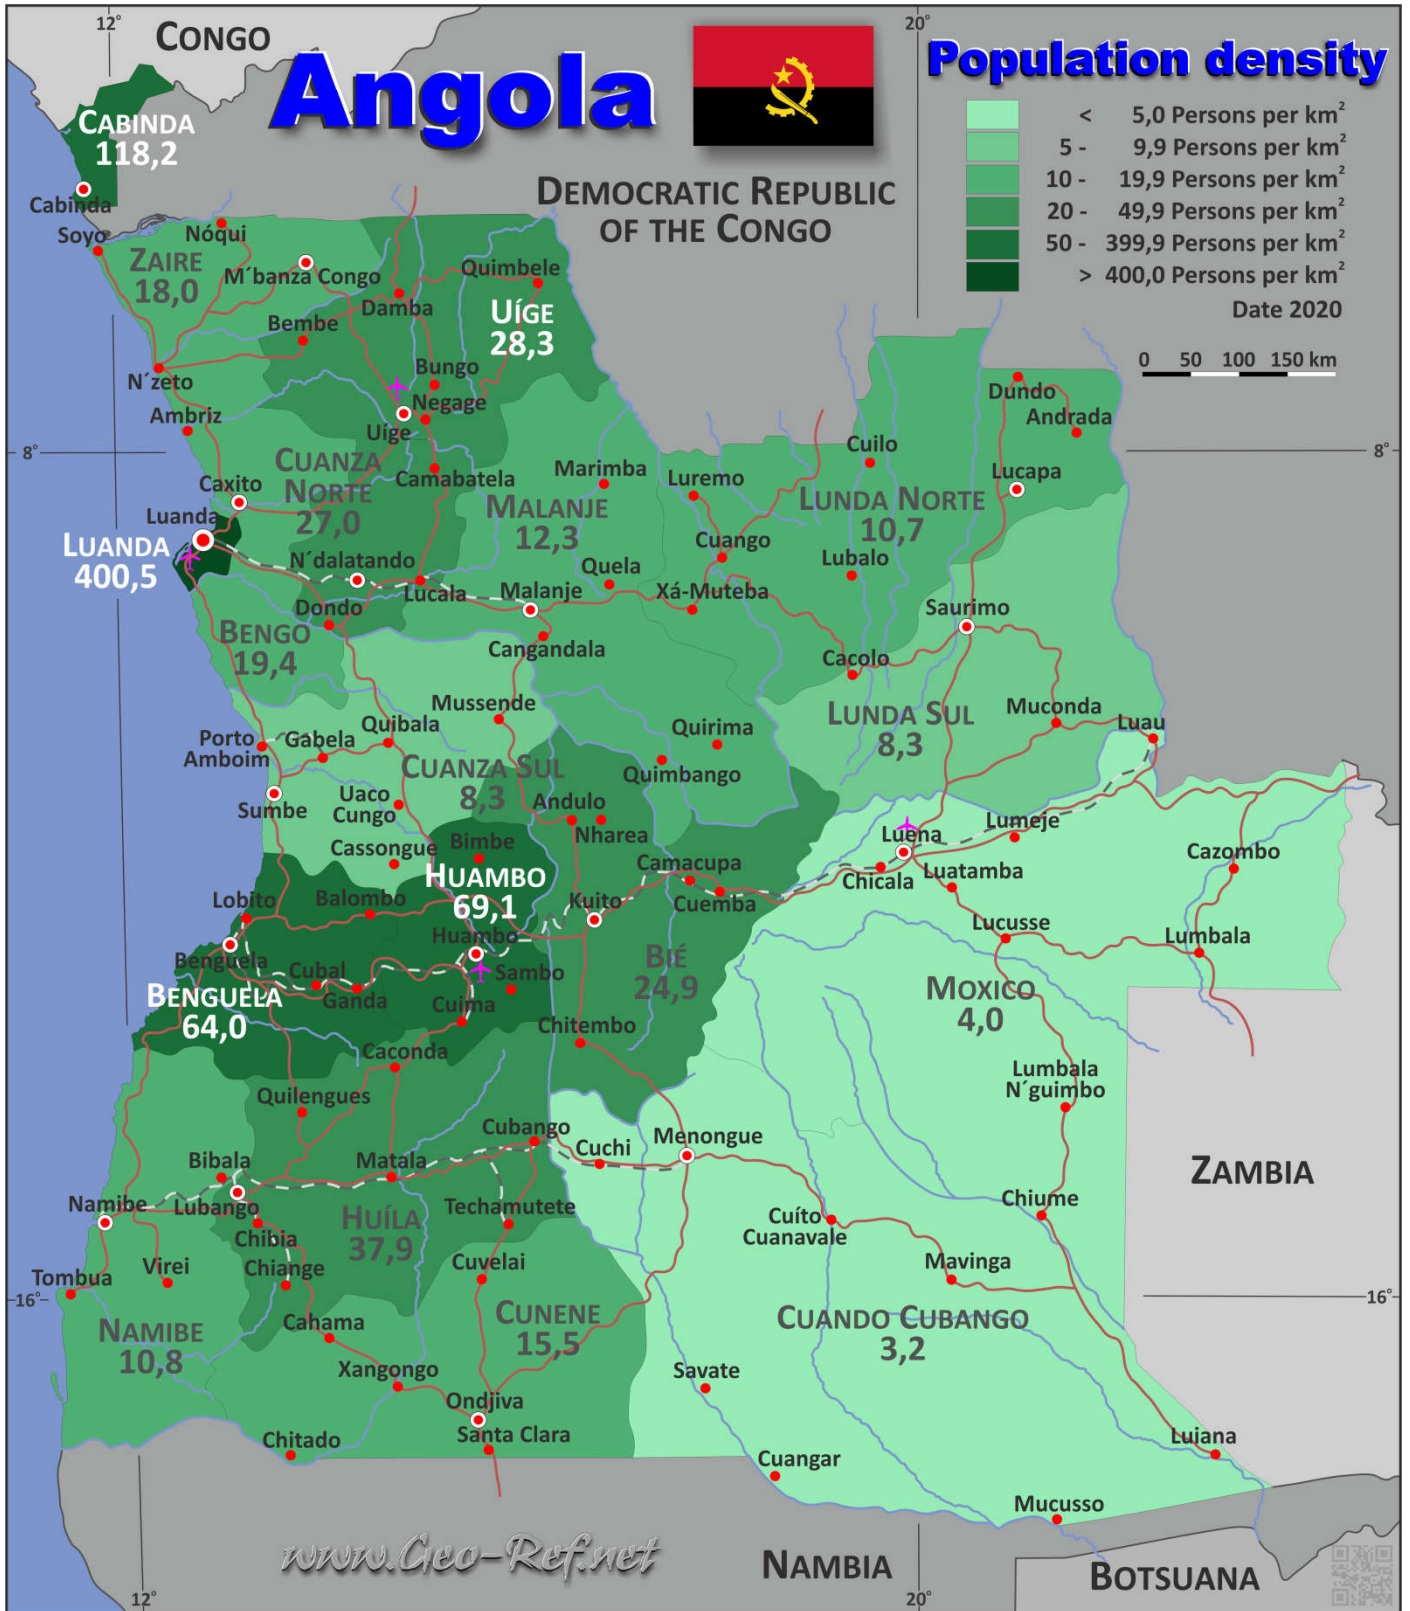 12°
20°
CONGO
Angola
Population density
< 5,0 Persons per km²
5 - 9,9 Persons per km²
10 - 19,9 Persons per km²
20 - 49,9 Persons per km²
50 - 399,9 Persons per km²
> 400,0 Persons per km²
Date 2020
0 50 100 150 km
CABINDA
118,2
Cabinda
DEMOCRATIC REPUBLIC
OF THE CONGO
Soyo
Nóqui
ZAIRE
18,0
M´banza Congo
Quimbele
Damba
UÍGE
28,3
Bembe
N´zeto
Bungo
Dundo
Ambriz
Negage
Andrada
Uíge
8°
8°
Cuilo
CUANZA
NORTE
27,0
Camabatela
Marimba
Luremo
Lucapa
Caxito
MALANJE
12,3
LUNDA NORTE
10,7
Luanda
LUANDA
400,5
Cuango
N´dalatando
Lubalo
Quela
Lucala
Malanje
Xá-Muteba
Dondo
Saurimo
BENGO
19,4
Cangandala
Cacolo
Mussende
LUNDA SUL
8,3
Muconda
Luau
Quibala
Quirima
Porto
Amboim
Gabela
CUANZA SUL
8,3
Quimbango
Sumbe
Uaco
Cungo
Andulo
Nharea
Luena
Lumeje
Cassongue
Bimbe
Camacupa
Cazombo
HUAMBO
69,1
Chicala
Luatamba
Lobito
Balombo
Kuito
Cuemba
Lucusse
Huambo
Lumbala
Benguela
BIÉ
24,9
Cubal
Ganda
Sambo
MOXICO
4,0
BENGUELA
64,0
Cuima
Chitembo
Caconda
Lumbala
N´guimbo
Quilengues
Cubango
Menongue
Cuchi
ZAMBIA
Bibala
Matala
Namibe
Lubango
Chiume
HUÍLA
37,9
Techamutete
Cuíto
Cuanavale
Chibia
Virei
Chiange
Cuvelai
Mavinga
Tombua
16°
16°
NAMIBE
10,8
Cahama
CUNENE
15,5
CUANDO CUBANGO
3,2
Xangongo
Savate
Ondjiva
Chitado
Santa Clara
Luiana
Cuangar
Mucusso
www.Geo-Ref.net
NAMBIA
BOTSUANA
12°
20°